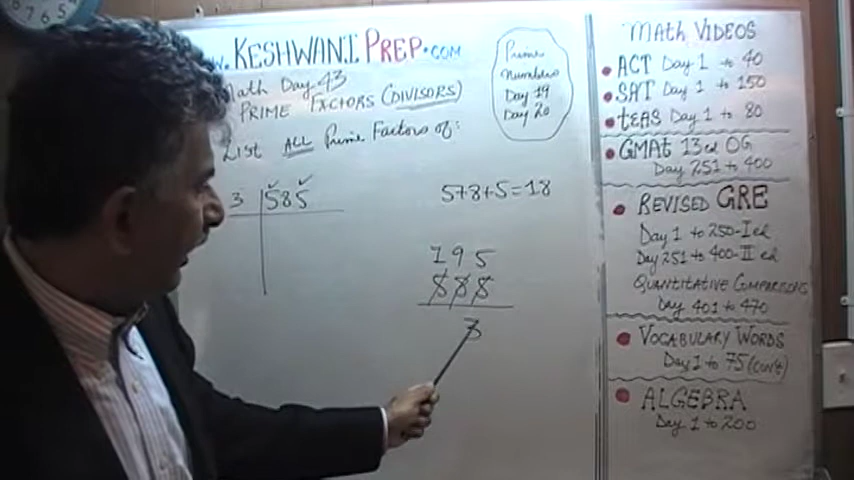 w.KESHWANI PREP.COM
Math Day 43
PRIME FACTORS (DIVISORS)
List ALL Prime Factors of:
3 585
Prime
Numbers
Day 19
Day 20
5+8+5=18
195
585
3
MATH VIDEOS
ACT Day 1 to 40
SAT Day 1 to 150
tEAS Day 1 to 80
GMAt 13ed OG
Day 251 to 400
REVISED GRE
Day 1 to 250-I ed
Day 251 to 400-II ed
QUANTITATIVE COMPARISONS
Day 401 to 470
VOCABULARY WORDS
Day 1 to 75
ALGEBRA
Day 1 to 200
7 6 5